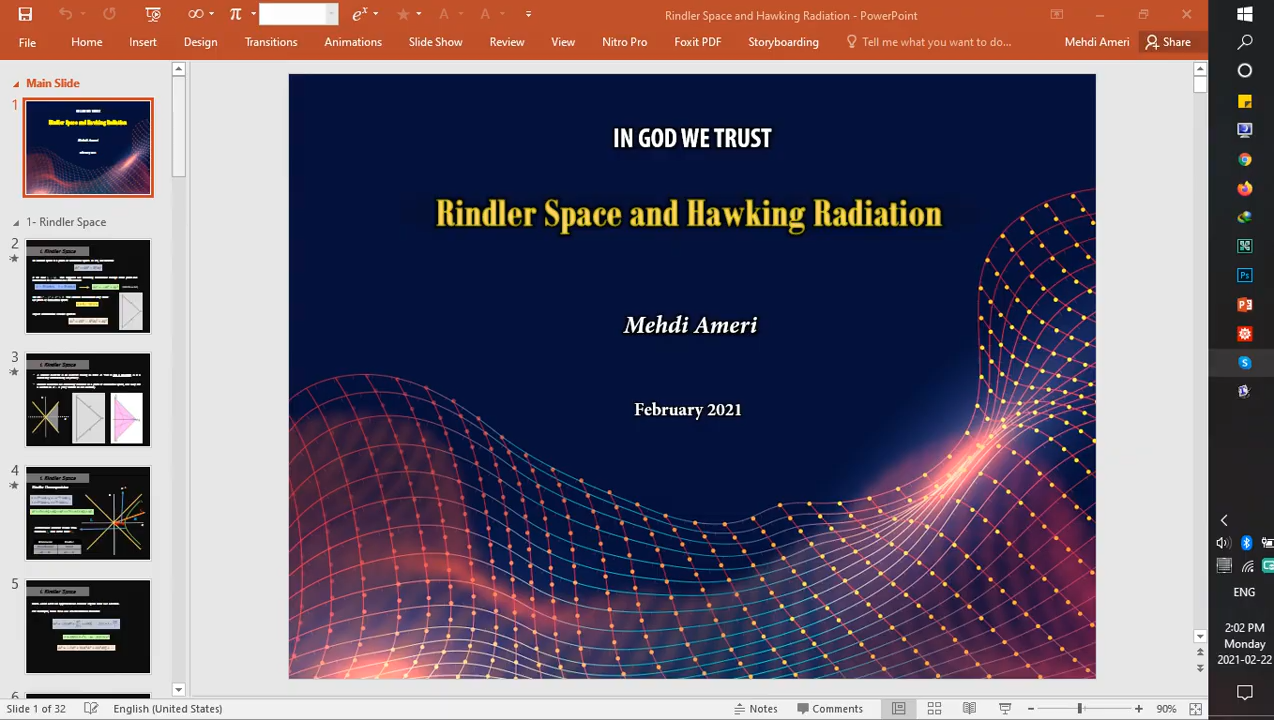 Rindler Space and Hawking Radiation - PowerPoint
File Home Insert Design Transitions Animations Slide Show Review View Nitro Pro Foxit PDF Storyboarding Tell me what you want to do... Mehdi Ameri Share
Main Slide
1
1- Rindler Space
2
3
4
5
IN GOD WE TRUST
Rindler Space and Hawking Radiation
Mehdi Ameri
February 2021
ENG
2:02 PM
Monday
2021-02-22
Slide 1 of 32 English (United States) Notes Comments 90%